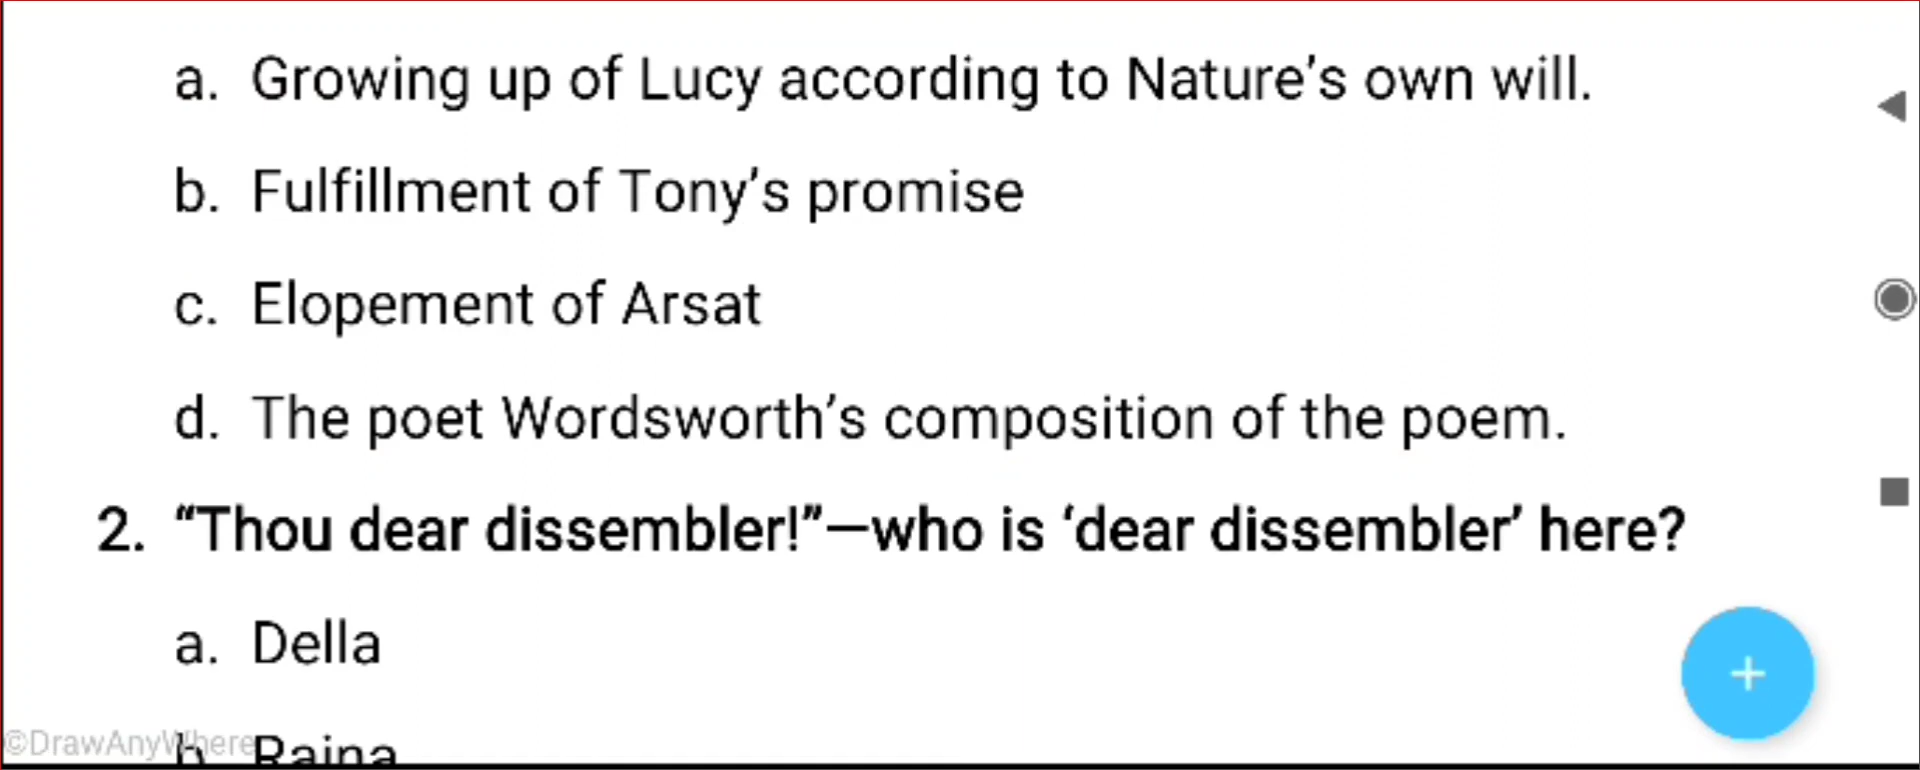 a. Growing up of Lucy according to Nature’s own will.
b. Fulfillment of Tony’s promise
c. Elopement of Arsat
d. The poet Wordsworth’s composition of the poem.
2. “Thou dear dissembler!”—who is ‘dear dissembler’ here?
a. Della
b. Raina
©DrawAnyWhere